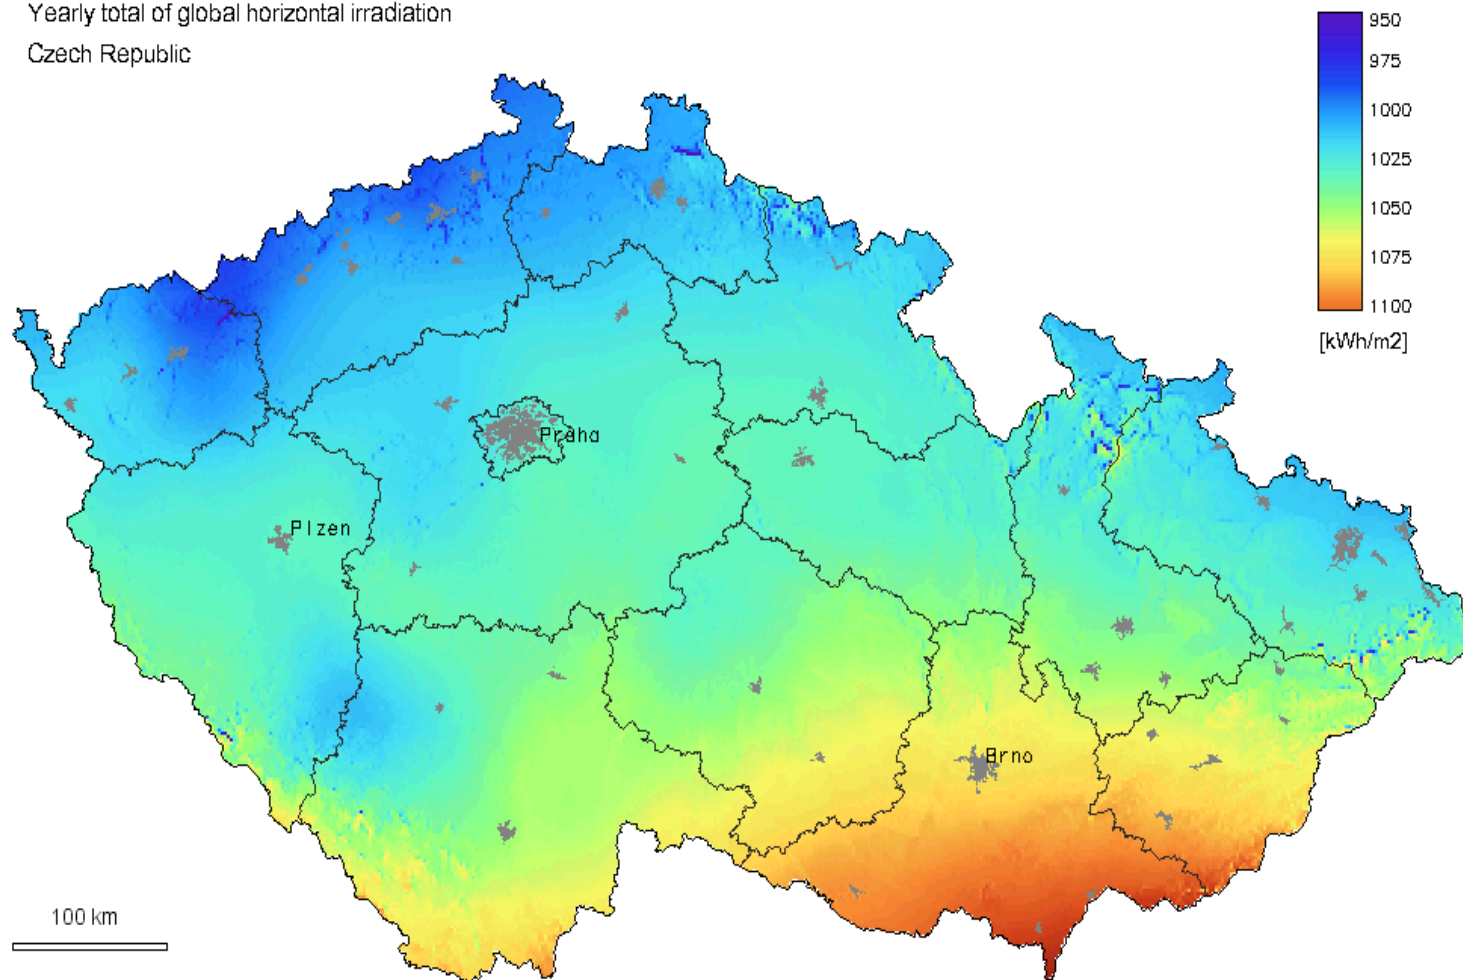 Yearly total of global horizontal irradiation
Czech Republic
950
975
1000
1025
1050
1075
1100
[kWh/m2]
Praha
Plzen
Brno
100 km